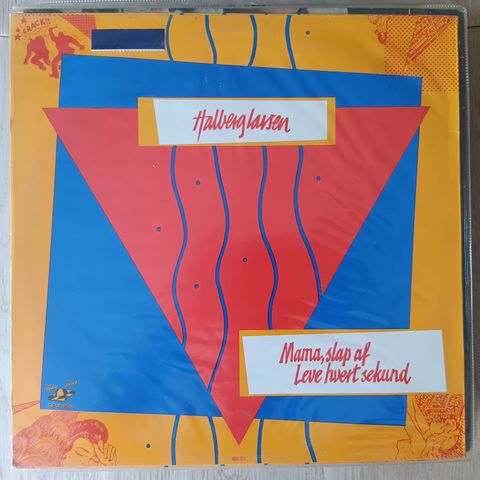 CRACK!!
Halberg Larsen
Mama, slap af
Leve hvert sekund